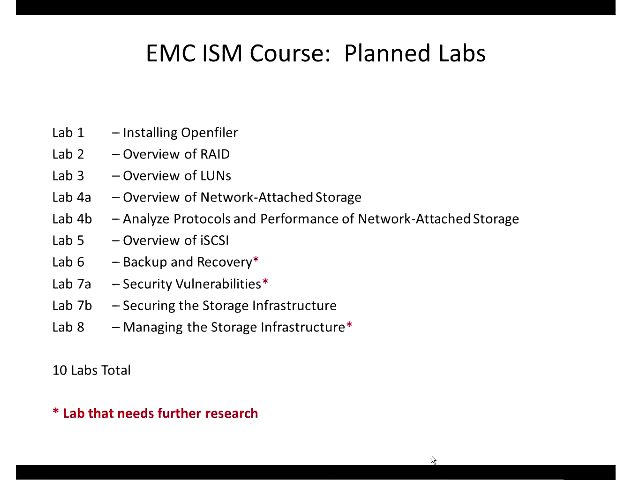 EMC ISM Course: Planned Labs
Lab 1 – Installing Openfiler
Lab 2 – Overview of RAID
Lab 3 – Overview of LUNs
Lab 4a – Overview of Network-Attached Storage
Lab 4b – Analyze Protocols and Performance of Network-Attached Storage
Lab 5 – Overview of iSCSI
Lab 6 – Backup and Recovery*
Lab 7a – Security Vulnerabilities*
Lab 7b – Securing the Storage Infrastructure
Lab 8 – Managing the Storage Infrastructure*
10 Labs Total
* Lab that needs further research